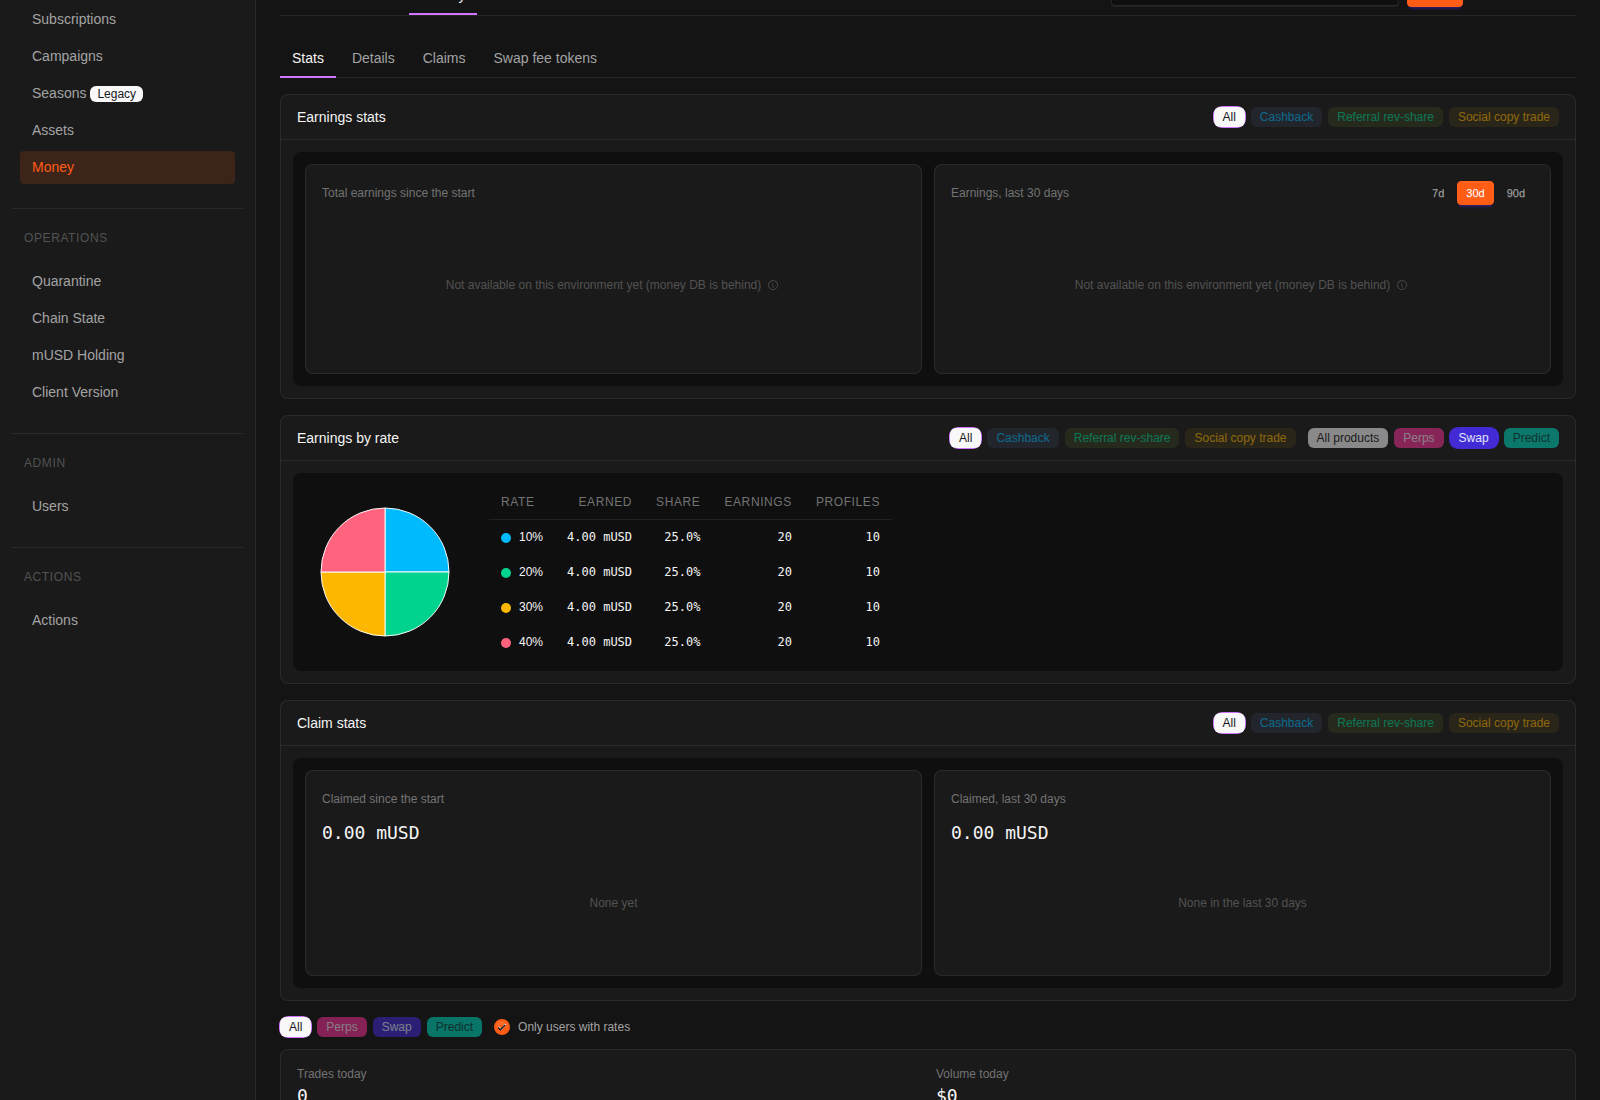 Subscriptions
Campaigns
Seasons Legacy
Assets
Money
OPERATIONS
Quarantine
Chain State
mUSD Holding
Client Version
ADMIN
Users
ACTIONS
Actions
Stats Details Claims Swap fee tokens
Earnings stats All Cashback Referral rev-share Social copy trade
Total earnings since the start
Not available on this environment yet (money DB is behind)
Earnings, last 30 days 7d 30d 90d
Not available on this environment yet (money DB is behind)
Earnings by rate All Cashback Referral rev-share Social copy trade All products Perps Swap Predict
RATE EARNED SHARE EARNINGS PROFILES
10% 4.00 mUSD 25.0% 20 10
20% 4.00 mUSD 25.0% 20 10
30% 4.00 mUSD 25.0% 20 10
40% 4.00 mUSD 25.0% 20 10
Claim stats All Cashback Referral rev-share Social copy trade
Claimed since the start
0.00 mUSD
None yet
Claimed, last 30 days
0.00 mUSD
None in the last 30 days
All Perps Swap Predict Only users with rates
Trades today
0
Volume today
$0